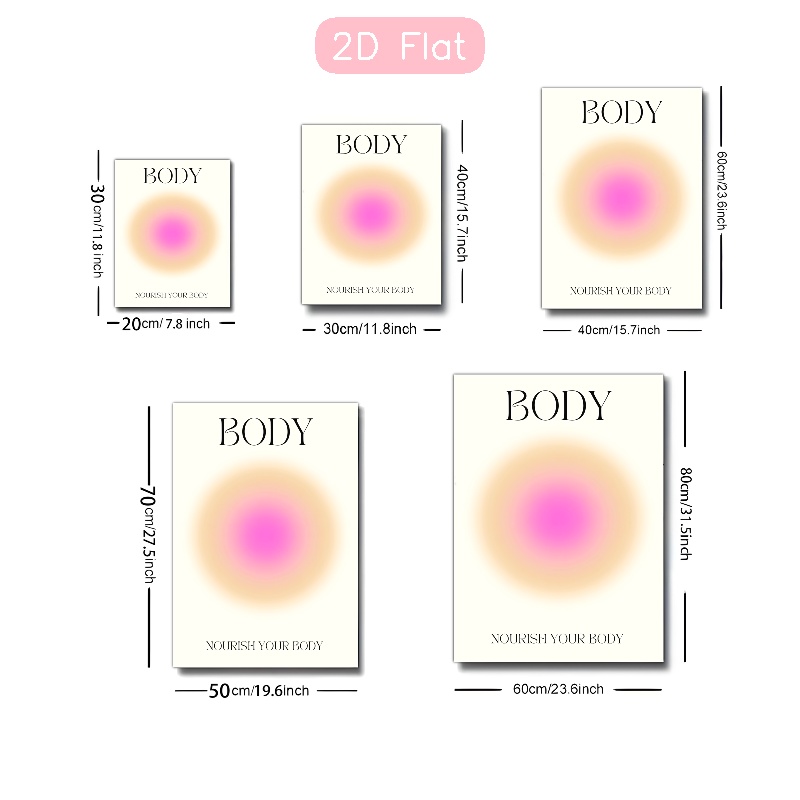 2D Flat
BODY
NOURISH YOUR BODY
30cm/11.8 inch
20cm/ 7.8 inch
BODY
NOURISH YOUR BODY
40cm/15.7inch
30cm/11.8inch
BODY
NOURISH YOUR BODY
60cm/23.6inch
40cm/15.7inch
BODY
NOURISH YOUR BODY
70cm/27.5inch
50cm/19.6inch
BODY
NOURISH YOUR BODY
80cm/31.5inch
60cm/23.6inch